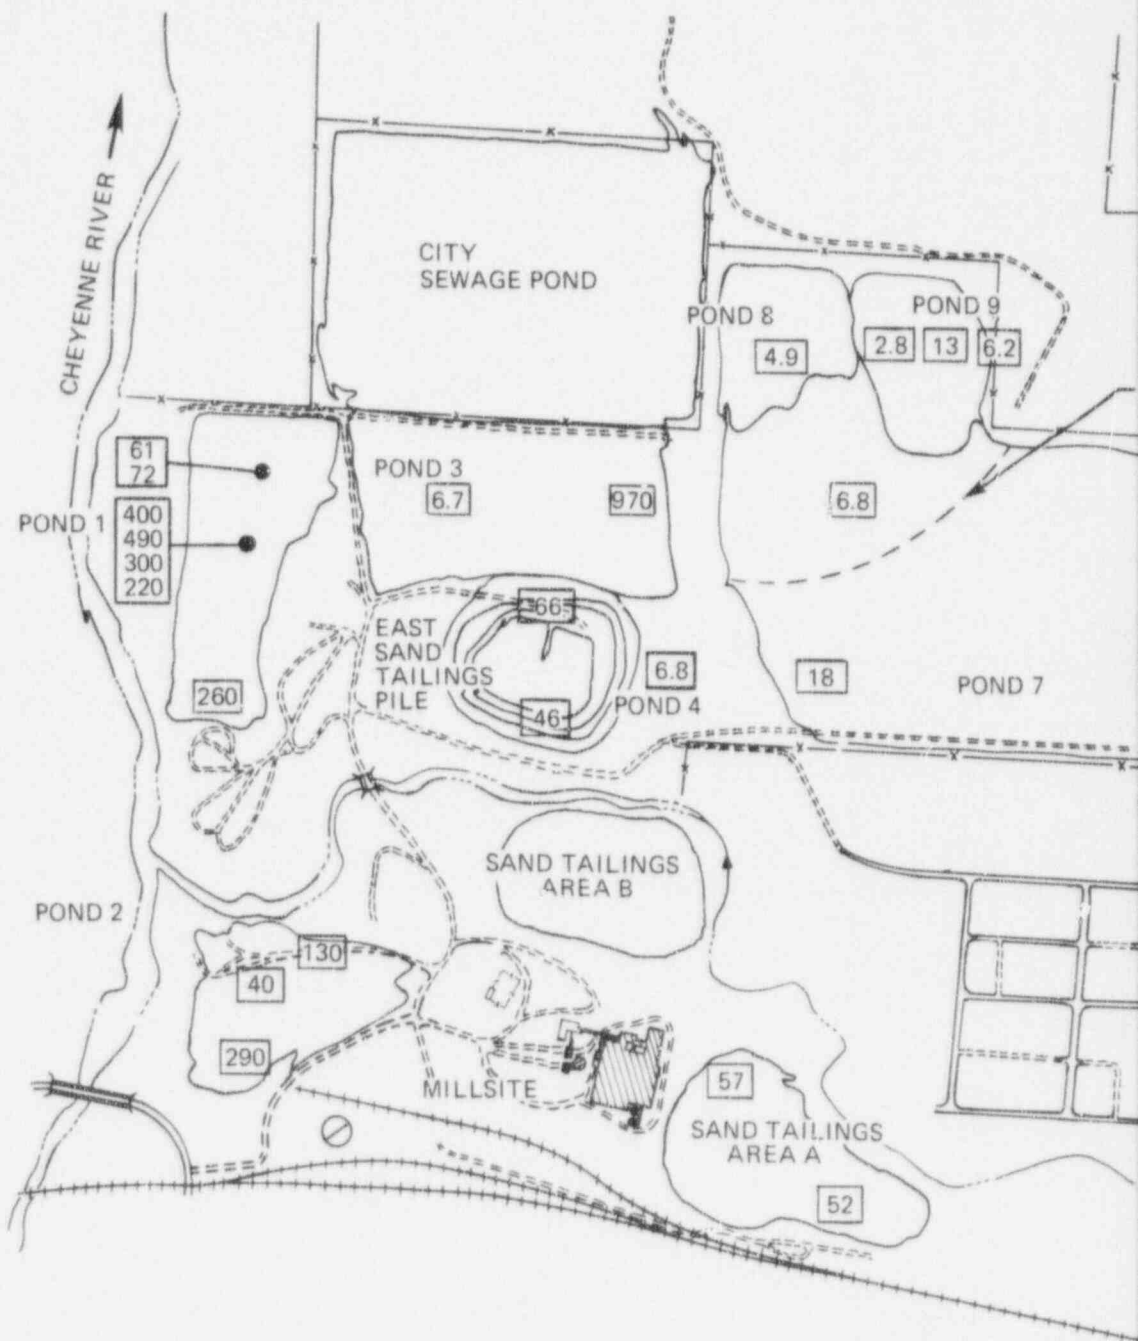 CHEYENNE RIVER
CITY
SEWAGE POND
POND 8
POND 9
4.9
2.8
13
6.2
61
72
POND 3
6.7
970
6.8
POND 1
400
490
300
220
66
EAST
SAND
TAILINGS
PILE
260
6.8
18
POND 7
46
POND 4
SAND TAILINGS
AREA B
POND 2
130
40
290
MILLSITE
57
SAND TAILINGS
AREA A
52